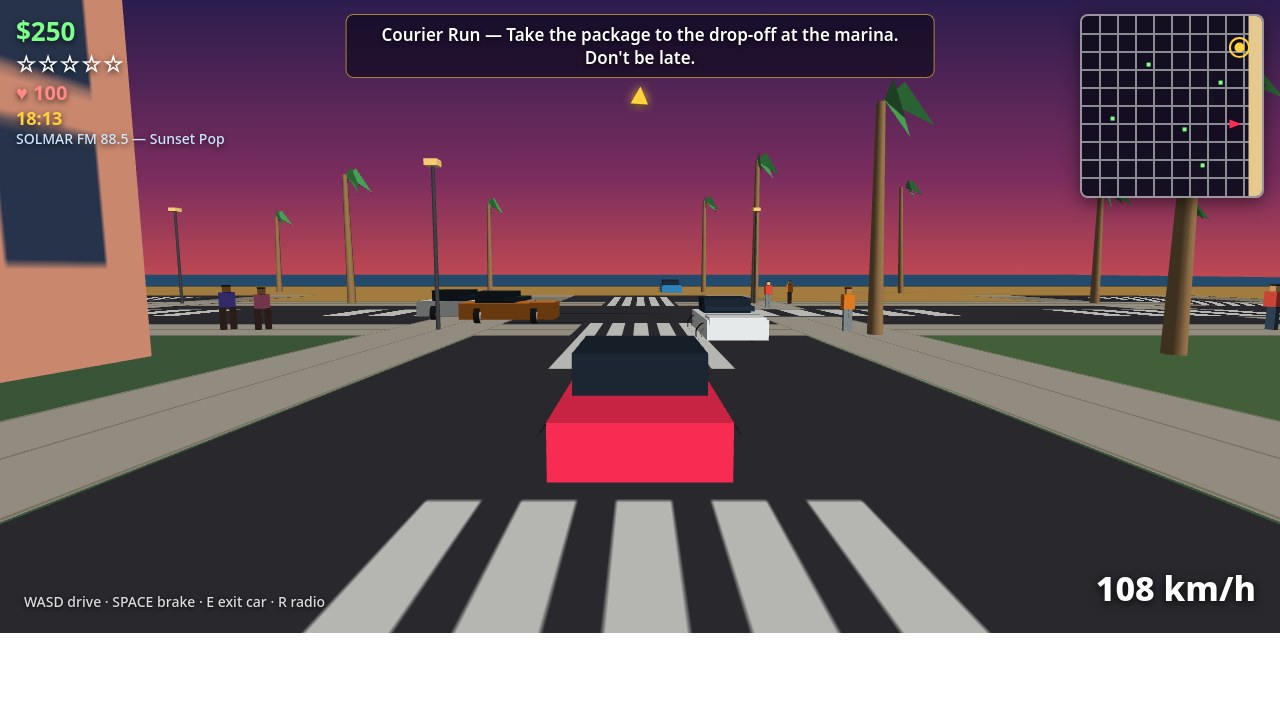 $250
☆☆☆☆☆
♥ 100
18:13
SOLMAR FM 88.5 — Sunset Pop
Courier Run — Take the package to the drop-off at the marina.
Don't be late.
WASD drive · SPACE brake · E exit car · R radio
108 km/h